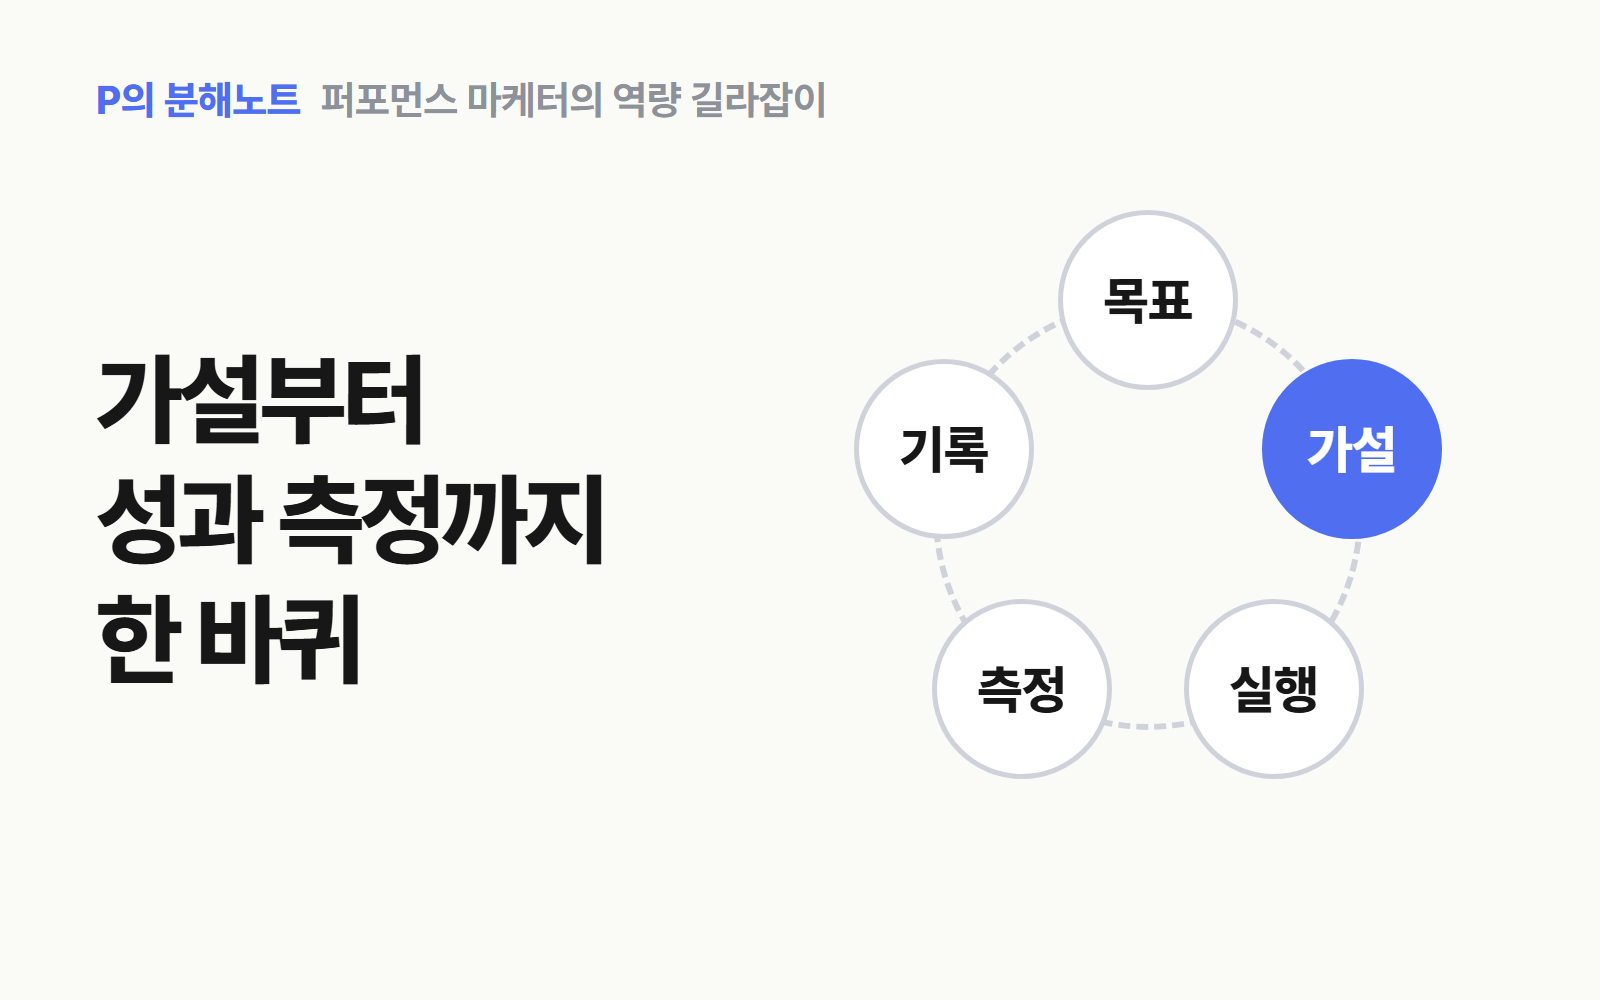 P의 분해노트 퍼포먼스 마케터의 역량 길라잡이
가설부터
성과 측정까지
한 바퀴
목표
가설
실행
측정
기록